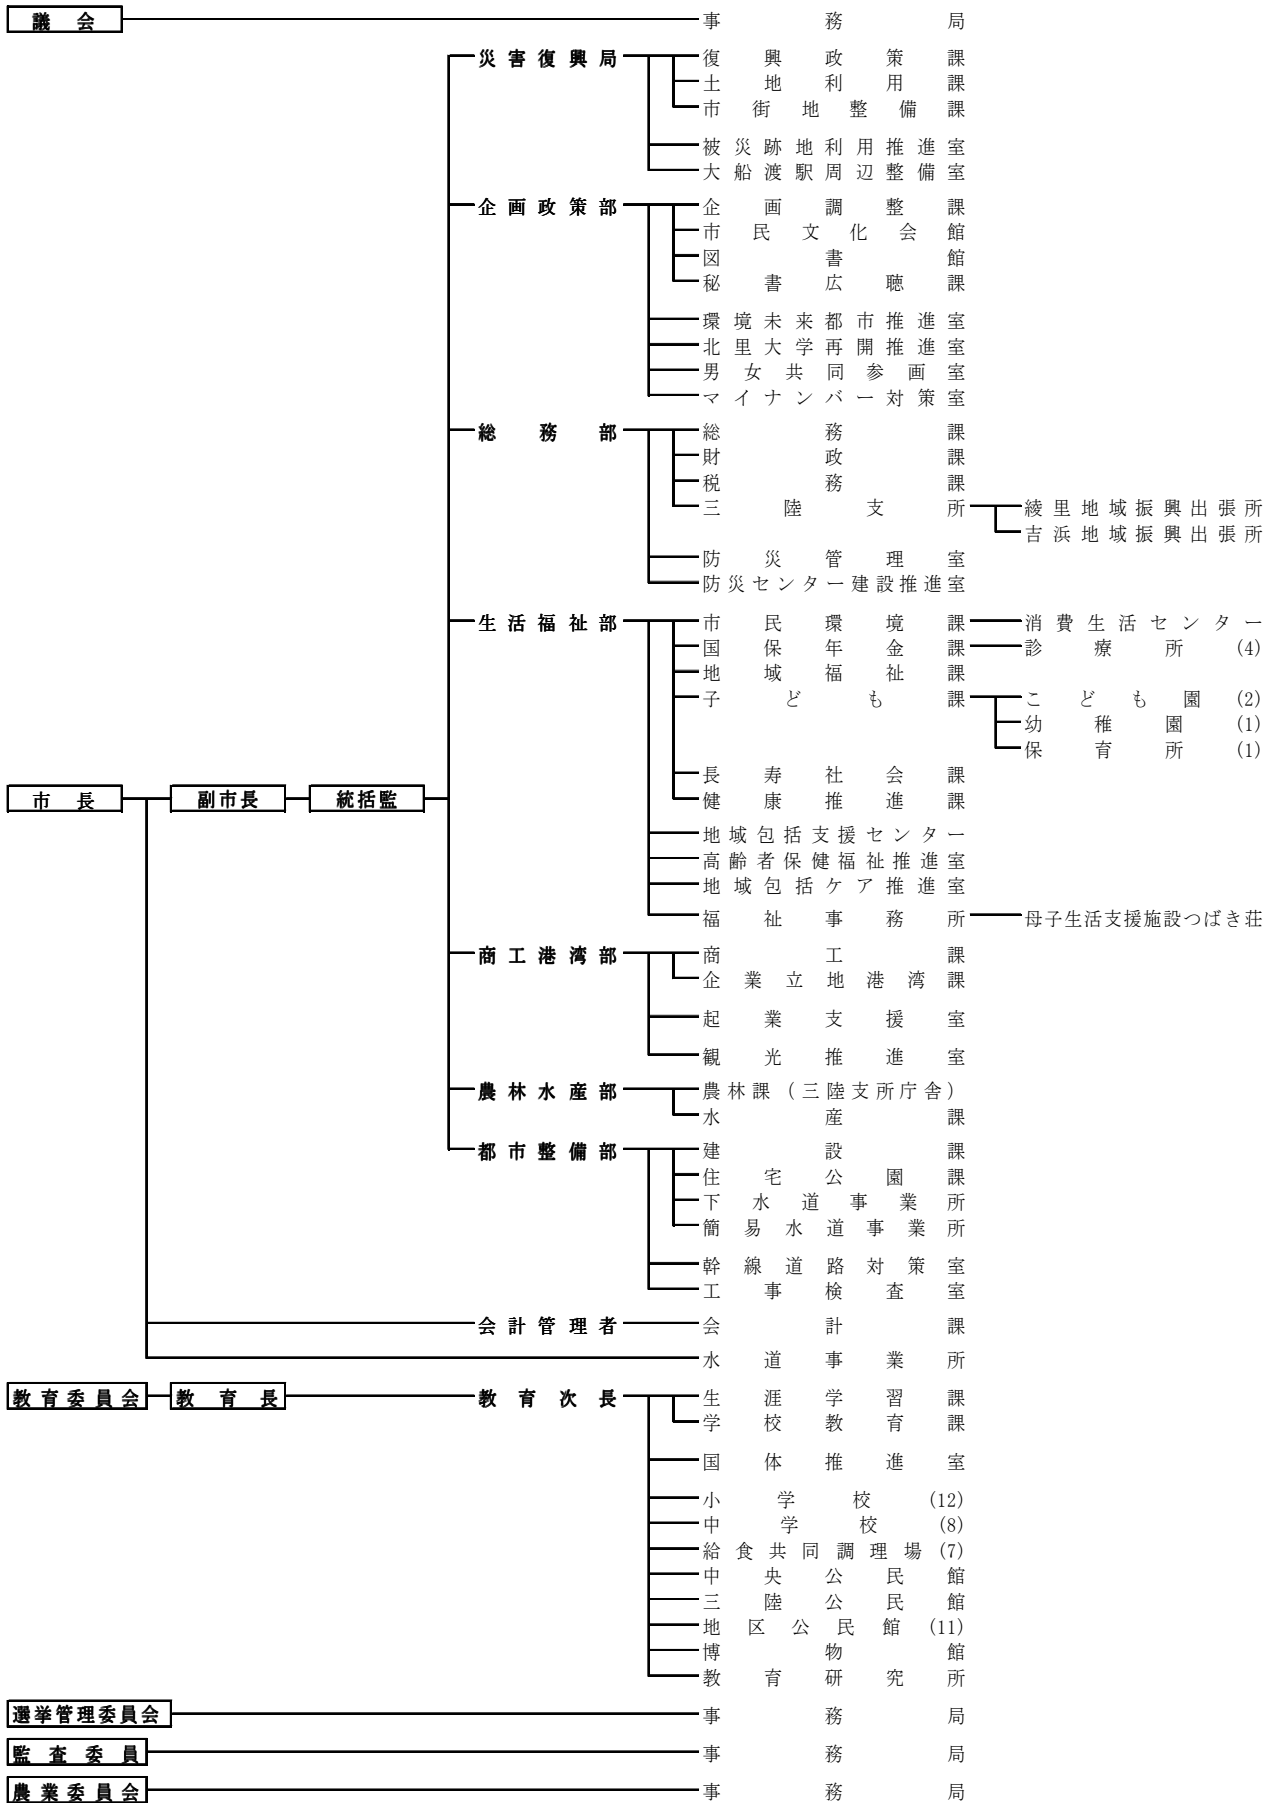 議会 事務局
災害復興局 復興政策課
土地利用課
市街地整備課
被災跡地利用推進室
大船渡駅周辺整備室
企画政策部 企画調整課
市民文化会館
図書館
秘書広聴課
環境未来都市推進室
北里大学再開推進室
男女共同参画室
マイナンバー対策室
総務部 総務課
財政課
税務課
三陸支所 綾里地域振興出張所
吉浜地域振興出張所
防災管理室
防災センター建設推進室
生活福祉部 市民環境課 消費生活センター
国保年金課 診療所(4)
地域福祉課
子ども課 こども園(2)
幼稚園(1)
保育所(1)
長寿社会課
市長 副市長 統括監
健康推進課
地域包括支援センター
高齢者保健福祉推進室
地域包括ケア推進室
福祉事務所 母子生活支援施設つばき荘
商工港湾部 商工課
企業立地港湾課
起業支援室
観光推進室
農林水産部 農林課(三陸支所庁舎)
水産課
都市整備部 建設課
住宅公園課
下水道事業所
簡易水道事業所
幹線道路対策室
工事検査室
会計管理者 会計課
水道事業所
教育委員会 教育長 教育次長 生涯学習課
学校教育課
国体推進室
小学校(12)
中学校(8)
給食共同調理場(7)
中央公民館
三陸公民館
地区公民館(11)
博物館
教育研究所
選挙管理委員会 事務局
監査委員 事務局
農業委員会 事務局